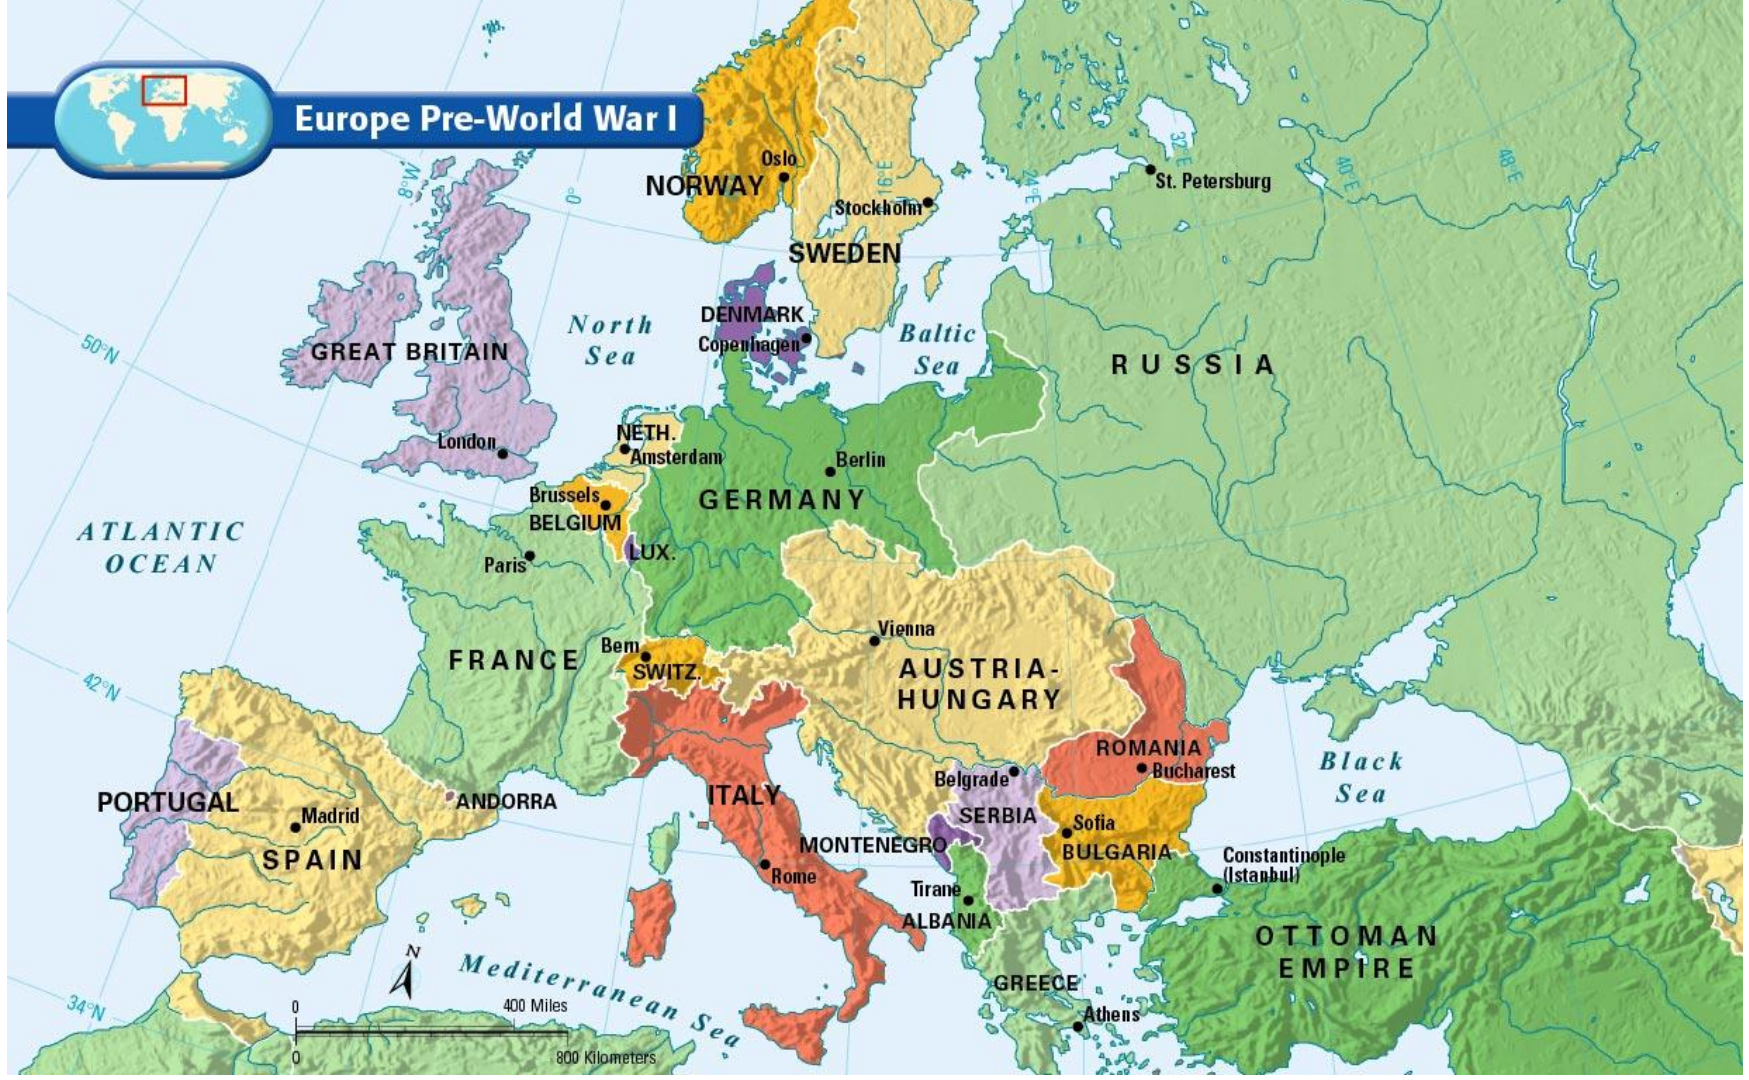 Europe Pre-World War I
8°W
0
16°E
24°E
32°E
40°E
48°E
50°N
42°N
34°N
NORWAY
Oslo
SWEDEN
Stockholm
St. Petersburg
RUSSIA
DENMARK
Copenhagen
North
Sea
Baltic
Sea
GREAT BRITAIN
London
NETH.
Amsterdam
Berlin
GERMANY
Brussels
BELGIUM
LUX.
ATLANTIC
OCEAN
Paris
FRANCE
Bern
SWITZ.
Vienna
AUSTRIA-
HUNGARY
ROMANIA
Bucharest
Black
Sea
PORTUGAL
Madrid
SPAIN
ANDORRA
ITALY
Rome
Belgrade
SERBIA
MONTENEGRO
Sofia
BULGARIA
Tirane
ALBANIA
Constantinople
(Istanbul)
OTTOMAN
EMPIRE
GREECE
Athens
Mediterranean Sea
N
0
400 Miles
0
800 Kilometers